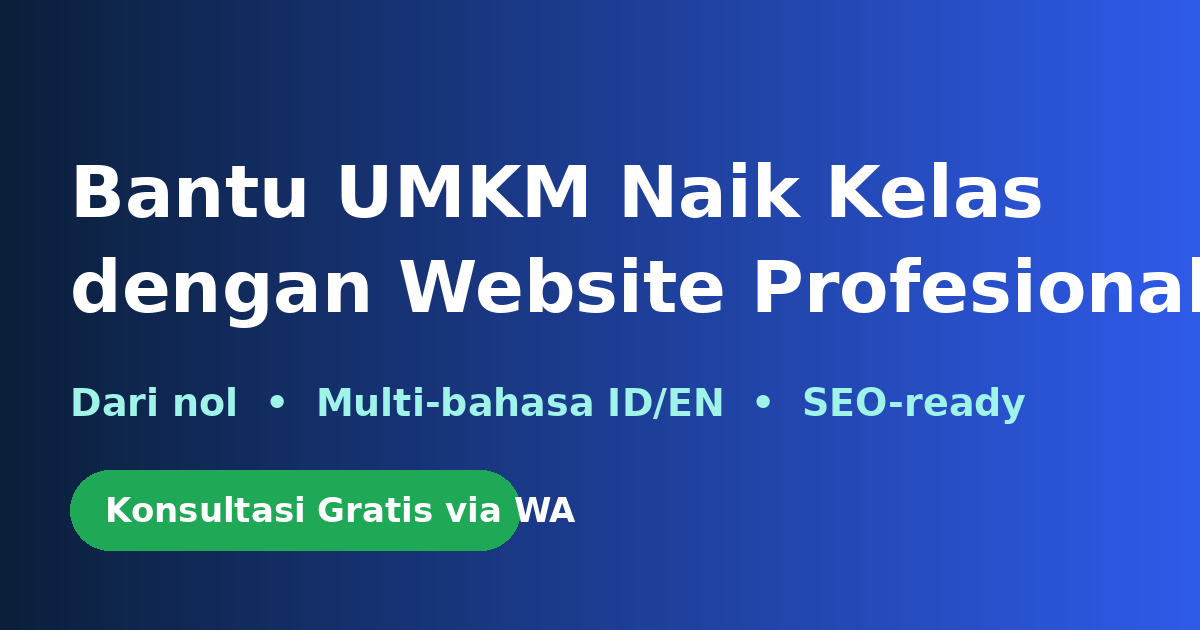 Bantu UMKM Naik Kelas
dengan Website Profesional
Dari nol • Multi-bahasa ID/EN • SEO-ready
Konsultasi Gratis via WA